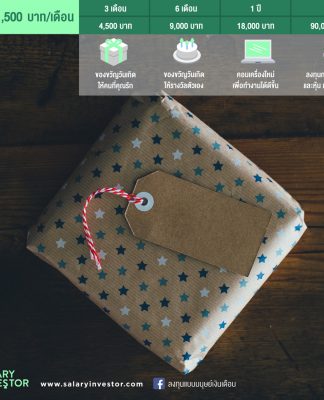 ,500 บาท/เดือน
3 เดือน
6 เดือน
1 ปี
4,500 บาท
9,000 บาท
18,000 บาท
90,0
ของขวัญวันเกิด
ให้คนที่คุณรัก
ของขวัญวันเกิด
ให้รางวัลตัวเอง
คอมเครื่องใหม่
เพื่อทำงานได้ดีขึ้น
ลงทุน
และหุ้น
ARY
STOR
www.salaryinvestor.com
ลงทุนแบบมนุษย์เงินเดือน